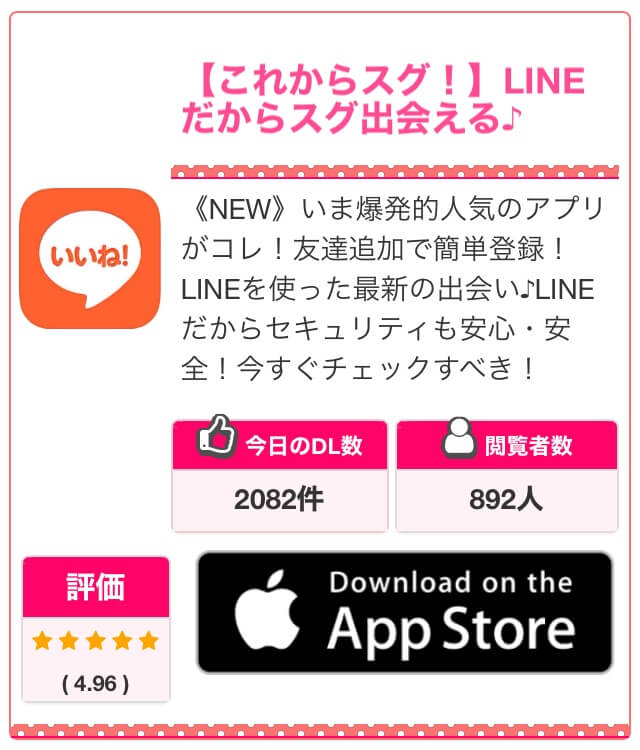 【これからスグ！】LINE
だからスグ出会える♪
《NEW》いま爆発的人気のアプリ
がコレ！友達追加で簡単登録！
LINEを使った最新の出会い♪LINE
だからセキュリティも安心・安
全！今すぐチェックすべき！
いいね!
今日のDL数
閲覧者数
2082件
892人
評価
(4.96)
Download on the
App Store